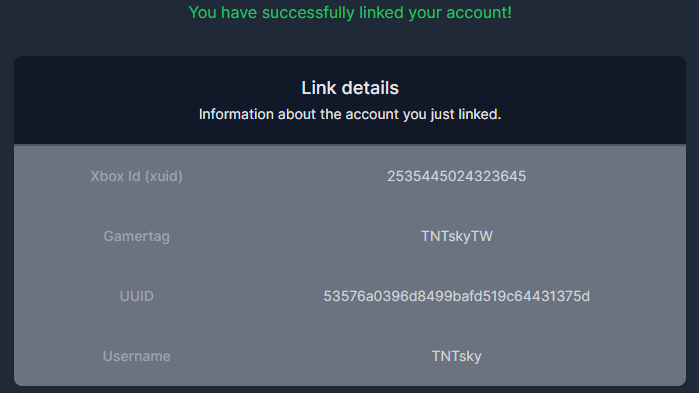 You have successfully linked your account!
Link details
Information about the account you just linked.
Xbox Id (xuid) 2535445024323645
Gamertag TNTskyTW
UUID 53576a0396d8499bafd519c64431375d
Username TNTsky